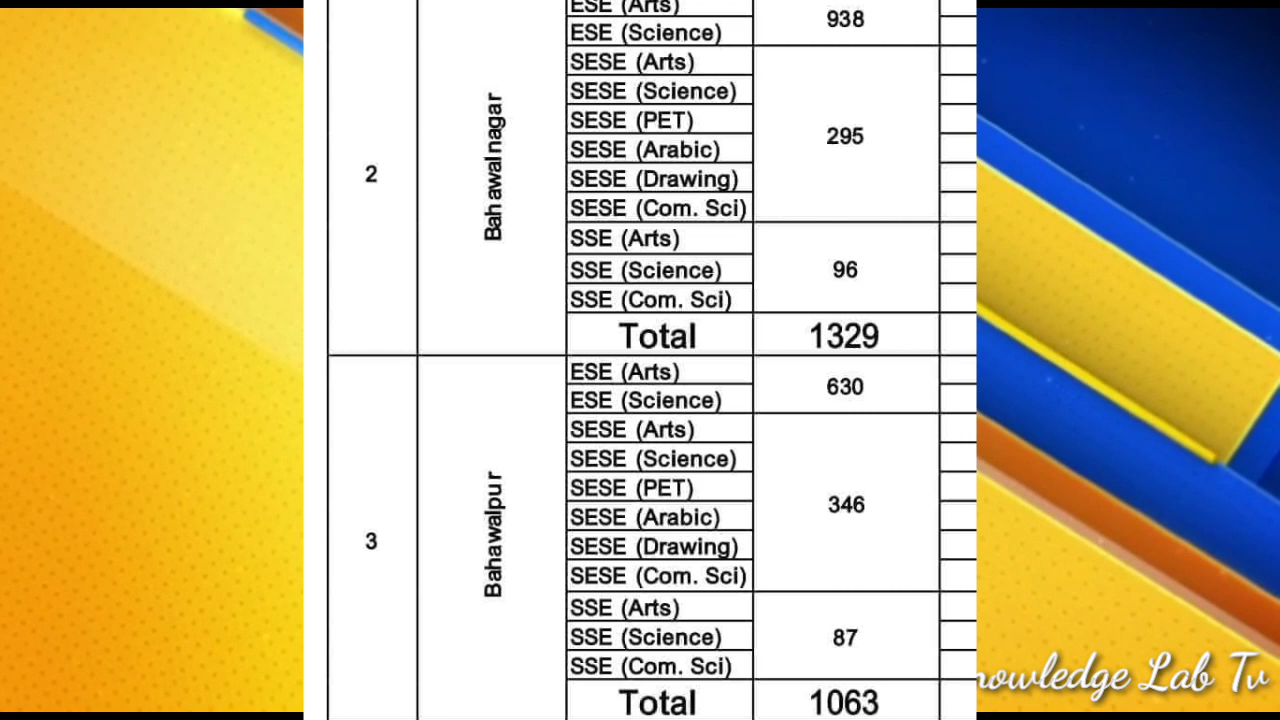 ESE (Arts)
938
ESE (Science)
2
Bahawalnagar
SESE (Arts)
SESE (Science)
SESE (PET)
295
SESE (Arabic)
SESE (Drawing)
SESE (Com. Sci)
SSE (Arts)
SSE (Science)
96
SSE (Com. Sci)
Total 1329
3
Bahawalpur
ESE (Arts)
630
ESE (Science)
SESE (Arts)
SESE (Science)
SESE (PET)
346
SESE (Arabic)
SESE (Drawing)
SESE (Com. Sci)
SSE (Arts)
SSE (Science)
87
SSE (Com. Sci)
Total 1063
nowledge Lab Tv